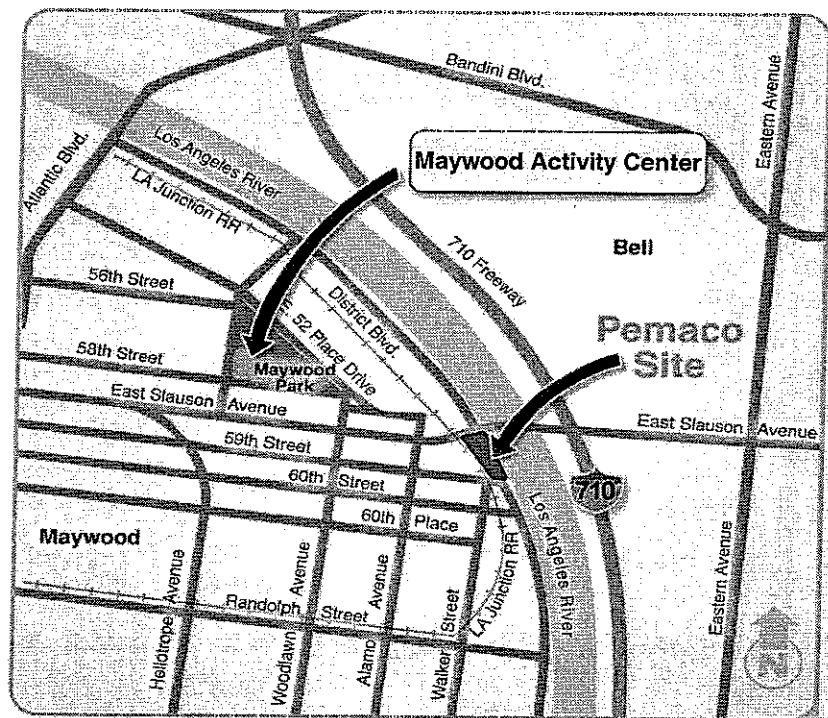 Bandini Blvd.
Eastern Avenue
Atlantic Blvd.
Los Angeles River
LA Junction RR
Maywood Activity Center
710 Freeway
Bell
56th Street
District Blvd.
52 Place Drive
Pemaco
Site
58th Street
Maywood
Park
East Slauson Avenue
East Slauson Avenue
59th Street
60th Street
710
60th Place
Los Angeles River
Maywood
LA Junction RR
Randolph Street
Heliotrope Avenue
Woodlawn Avenue
Alamo Avenue
Walker Street
Eastern Avenue
N